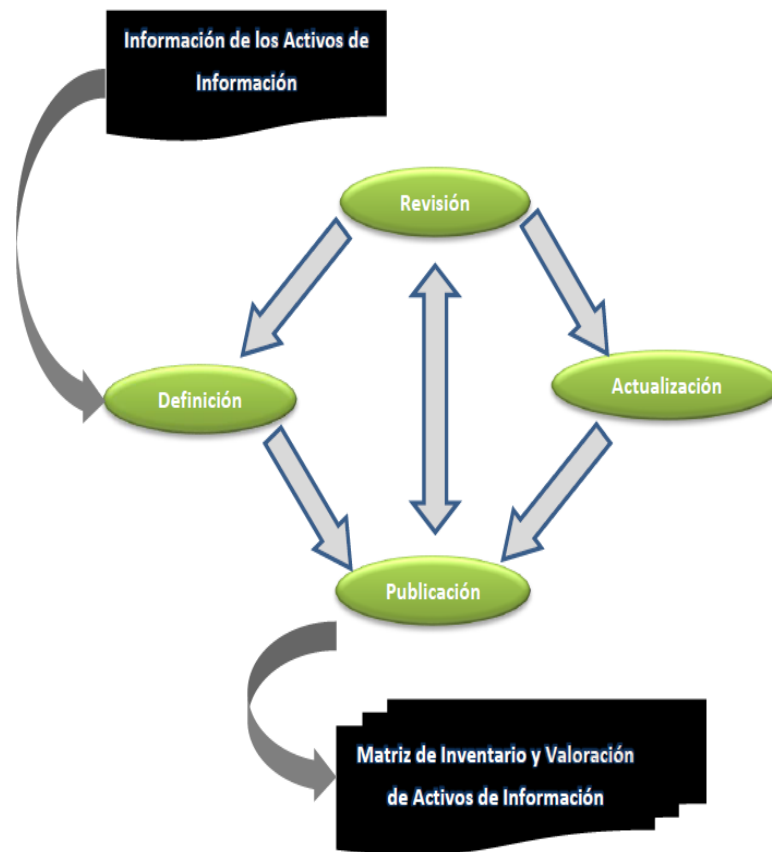 Información de los Activos de
Información
Revisión
Definición
Actualización
Publicación
Matriz de Inventario y Valoración
de Activos de Información